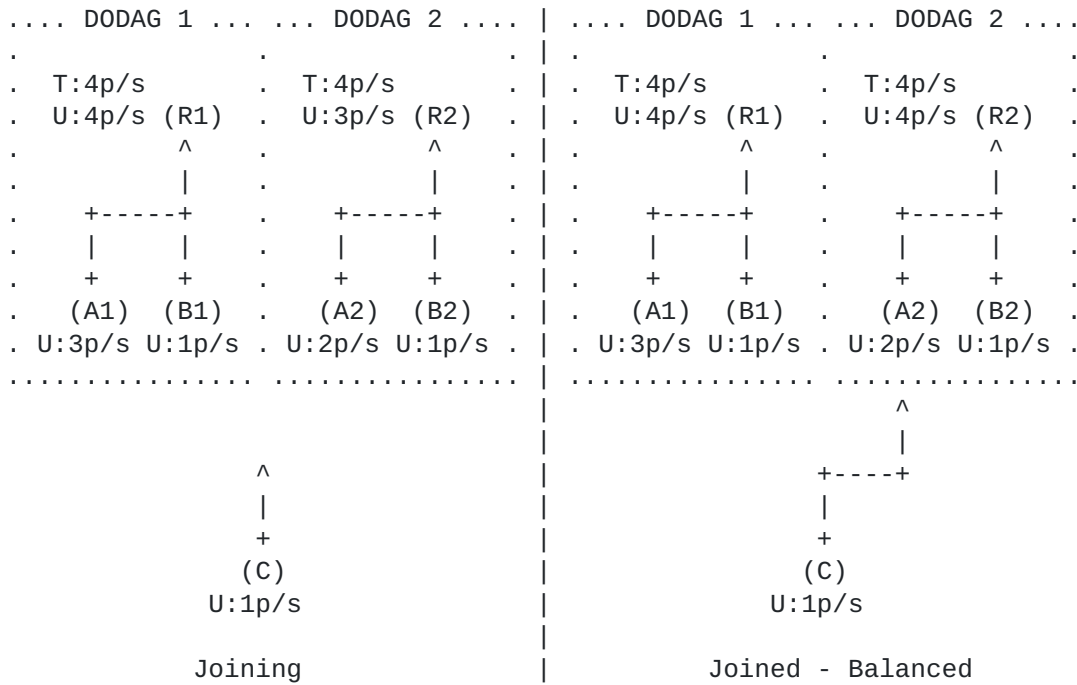 .... DODAG 1 ... ... DODAG 2 .... | .... DODAG 1 ... ... DODAG 2 ....
T:4p/s T:4p/s | T:4p/s T:4p/s
U:4p/s (R1) U:3p/s (R2) | U:4p/s (R1) U:4p/s (R2)
(A1) (B1) (A2) (B2) | (A1) (B1) (A2) (B2)
U:3p/s U:1p/s . U:2p/s U:1p/s . | . U:3p/s U:1p/s . U:2p/s U:1p/s
(C) | (C)
U:1p/s | U:1p/s
Joining | Joined - Balanced